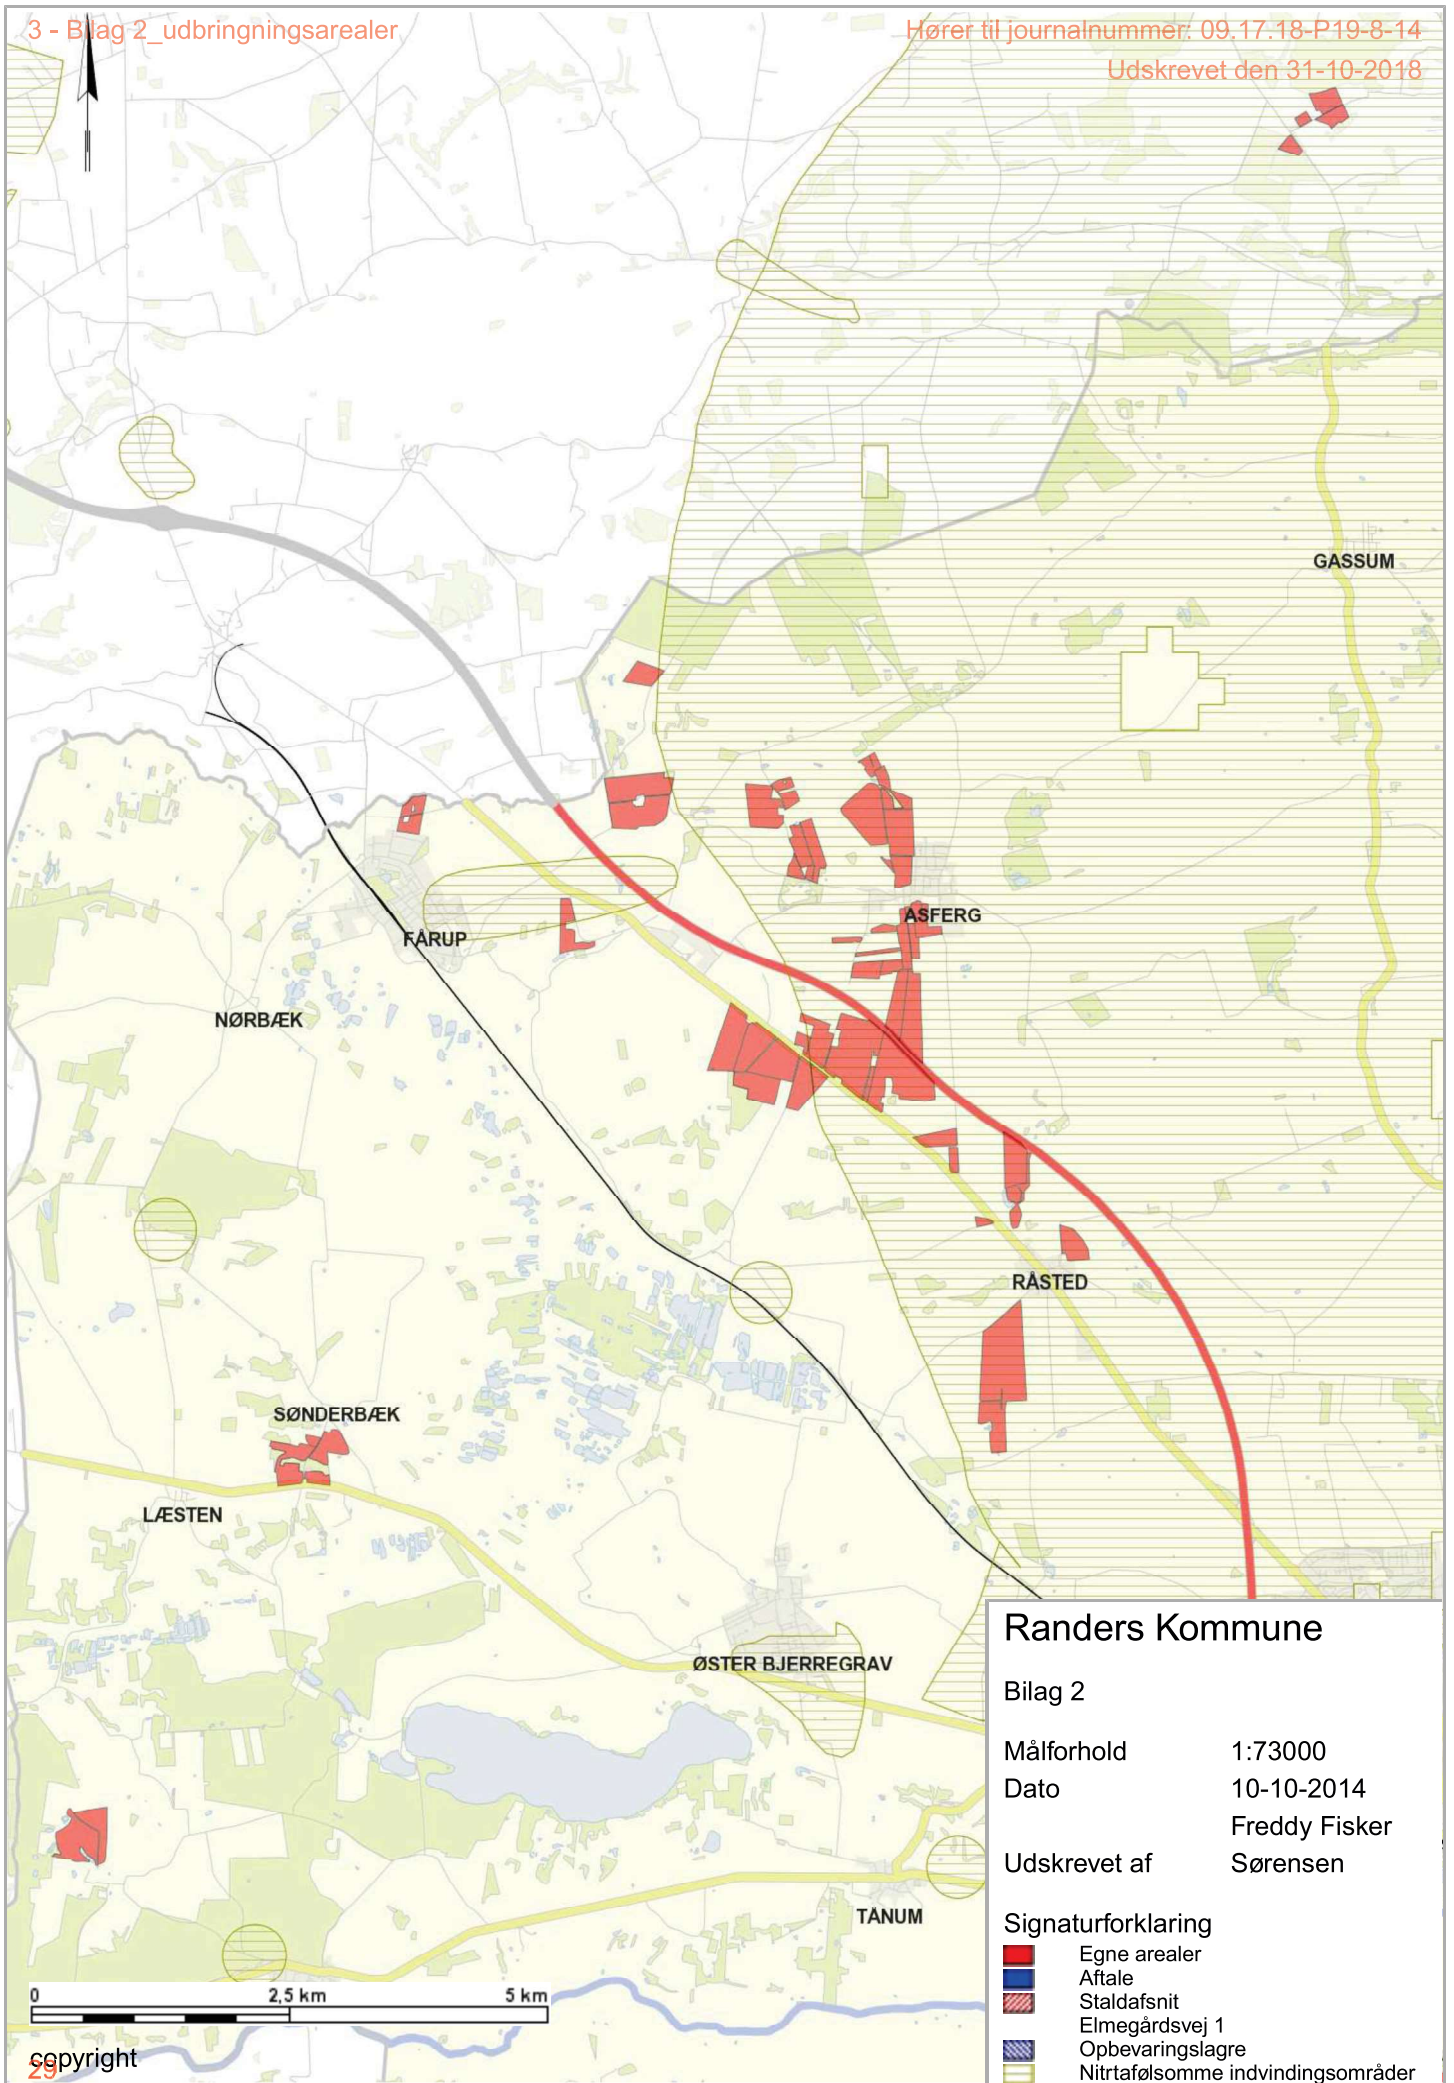 3 - Bilag 2_udbringningsarealer
Hører til journalnummer: 09.17.18-P19-8-14
Udskrevet den 31-10-2018
GASSUM
ASFERG
FÅRUP
NØRBÆK
RÅSTED
SØNDERBÆK
LÆSTEN
ØSTER BJERREGRAV
TÅNUM
0 2,5 km 5 km
copyright
29
Randers Kommune
Bilag 2
Målforhold 1:73000
Dato 10-10-2014
Freddy Fisker
Udskrevet af Sørensen
Signaturforklaring
Egne arealer
Aftale
Staldafsnit
Elmegårdsvej 1
Opbevaringslagre
Nitrtafølsomme indvindingsområder